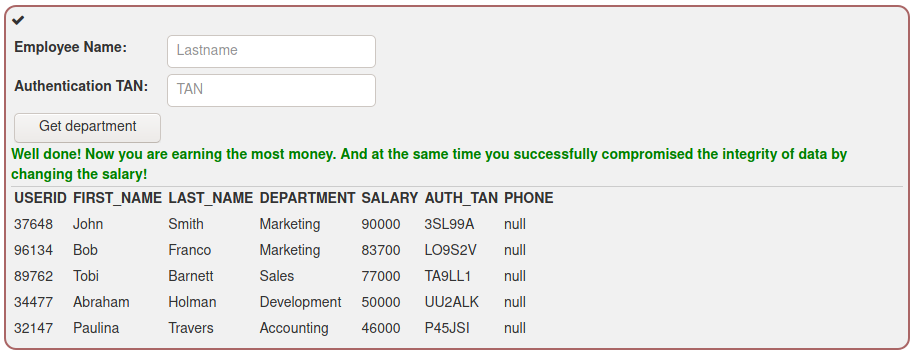 Employee Name: Lastname
Authentication TAN: TAN
Get department
Well done! Now you are earning the most money. And at the same time you successfully compromised the integrity of data by
changing the salary!
USERID FIRST_NAME LAST_NAME DEPARTMENT SALARY AUTH_TAN PHONE
37648 John Smith Marketing 90000 3SL99A null
96134 Bob Franco Marketing 83700 LO9S2V null
89762 Tobi Barnett Sales 77000 TA9LL1 null
34477 Abraham Holman Development 50000 UU2ALK null
32147 Paulina Travers Accounting 46000 P45JSI null